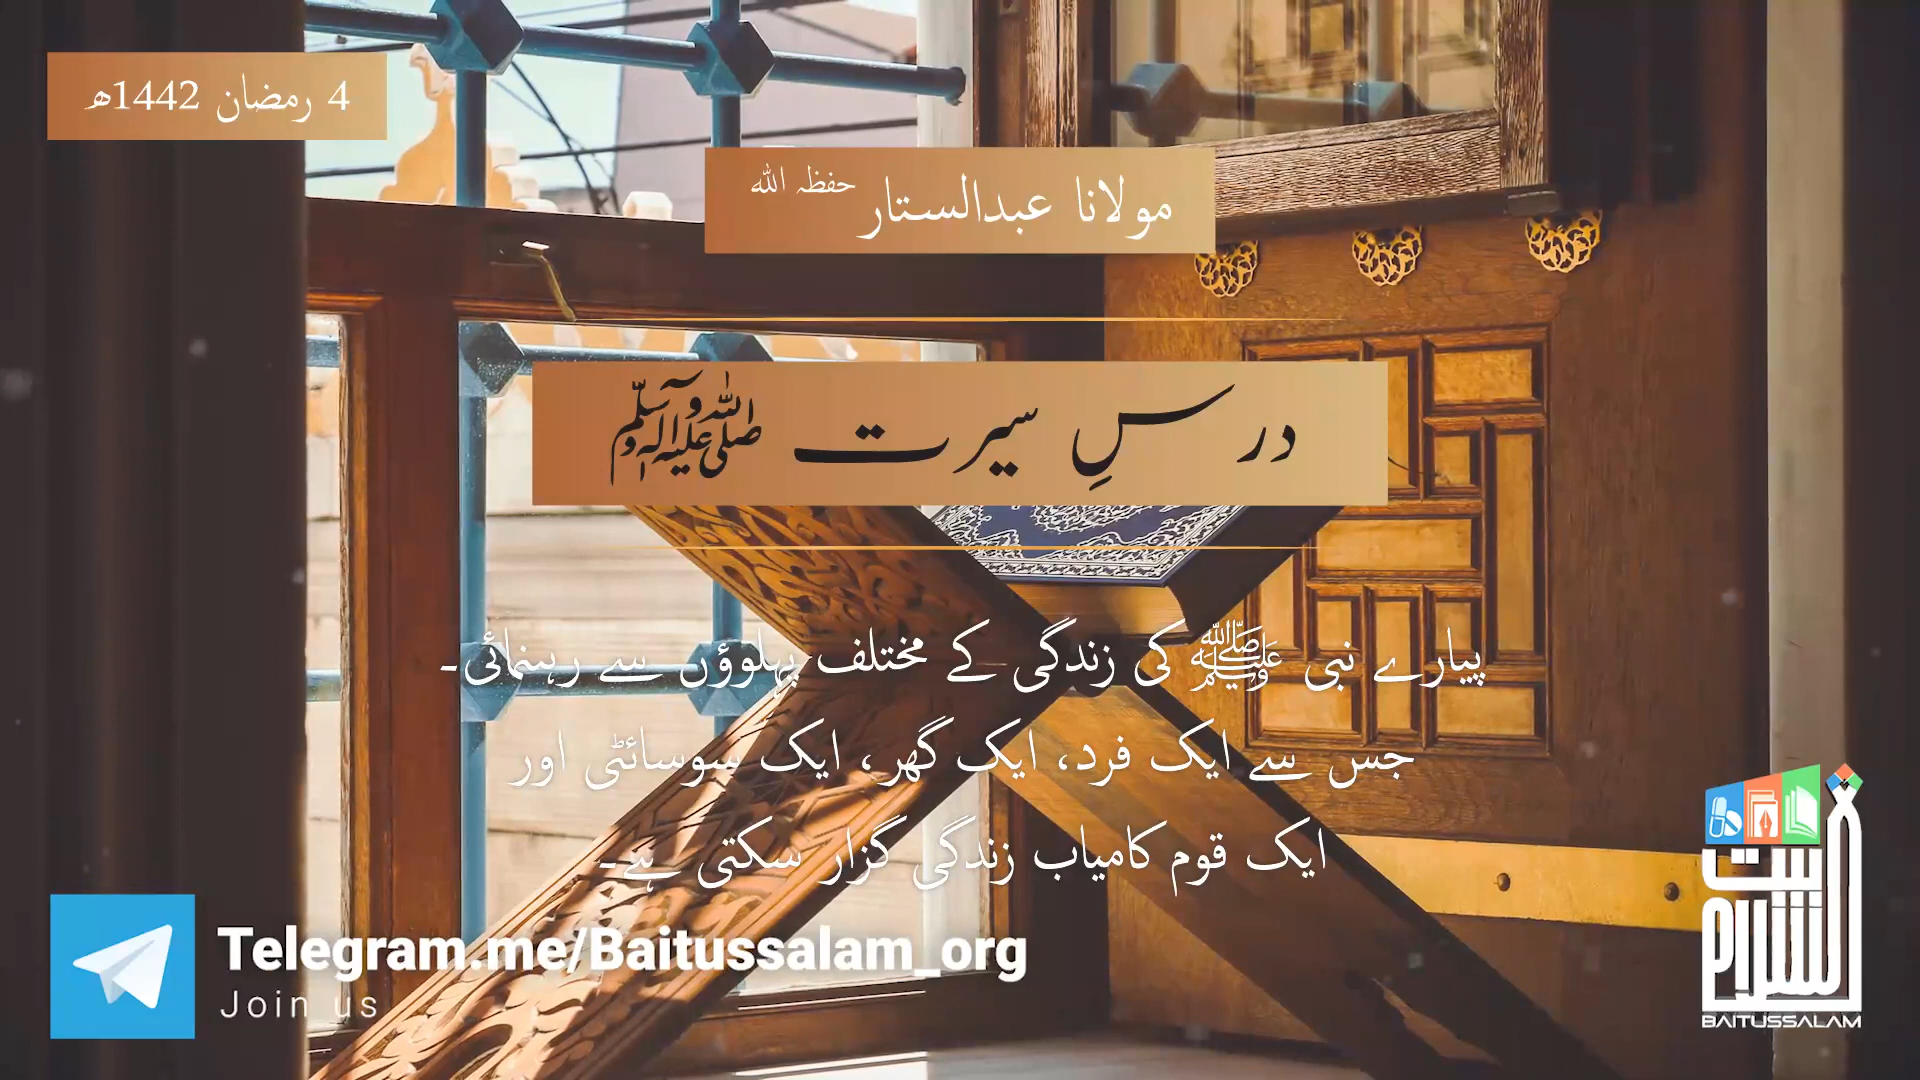 4 رمضان 1442ھ
مولانا عبدالستار حفظہ اللہ
درسِ سیرت صلی اللہ علیہ وآلہ وسلم
پیارے نبی ﷺ کی زندگی کے مختلف پہلوؤں سے رہنمائی۔
جس سے ایک فرد، ایک گھر، ایک سوسائٹی اور
ایک قوم کامیاب زندگی گزار سکتی ہے۔
Telegram.me/Baitussalam_org
Join us
بیت السلام
BAITUSSALAM